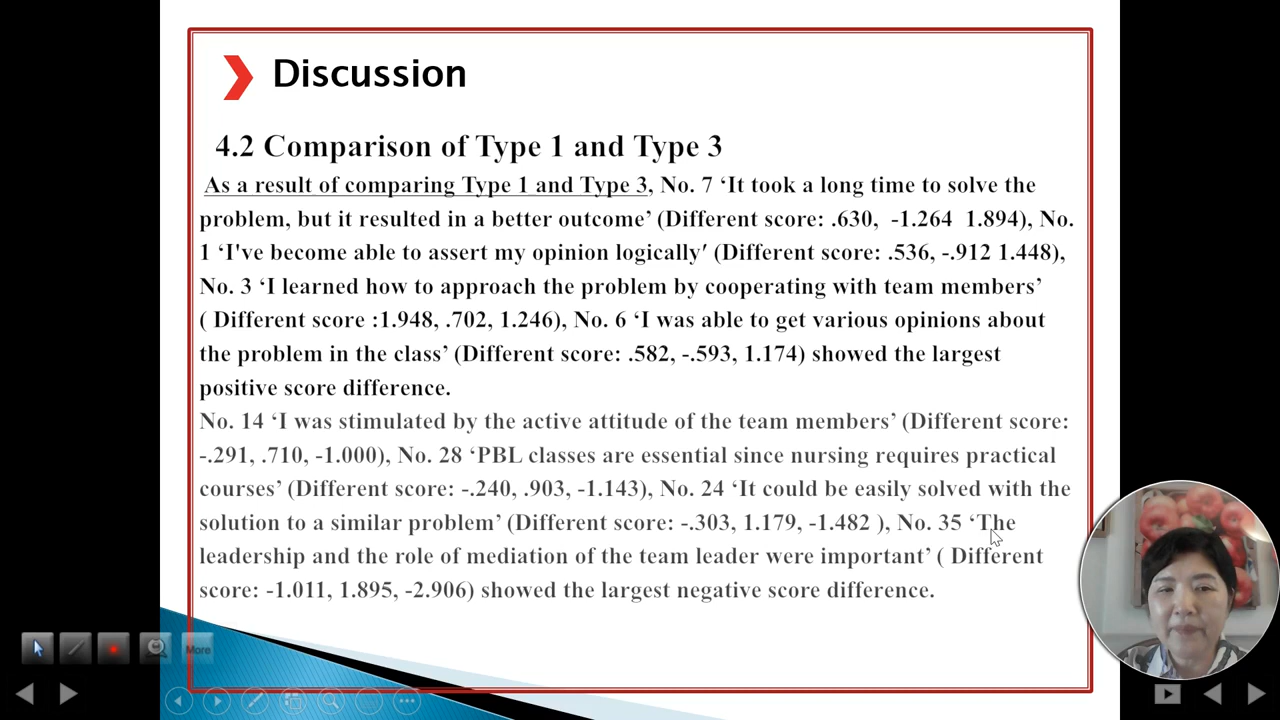 Discussion
4.2 Comparison of Type 1 and Type 3
As a result of comparing Type 1 and Type 3, No. 7 ‘It took a long time to solve the
problem, but it resulted in a better outcome’ (Different score: .630, -1.264 1.894), No.
1 ‘I've become able to assert my opinion logically′ (Different score: .536, -.912 1.448),
No. 3 ‘I learned how to approach the problem by cooperating with team members’
( Different score :1.948, .702, 1.246), No. 6 ‘I was able to get various opinions about
the problem in the class’ (Different score: .582, -.593, 1.174) showed the largest
positive score difference.
No. 14 ‘I was stimulated by the active attitude of the team members’ (Different score:
-.291, .710, -1.000), No. 28 ‘PBL classes are essential since nursing requires practical
courses’ (Different score: -.240, .903, -1.143), No. 24 ‘It could be easily solved with the
solution to a similar problem’ (Different score: -.303, 1.179, -1.482 ), No. 35 ‘The
leadership and the role of mediation of the team leader were important’ ( Different
score: -1.011, 1.895, -2.906) showed the largest negative score difference.
More